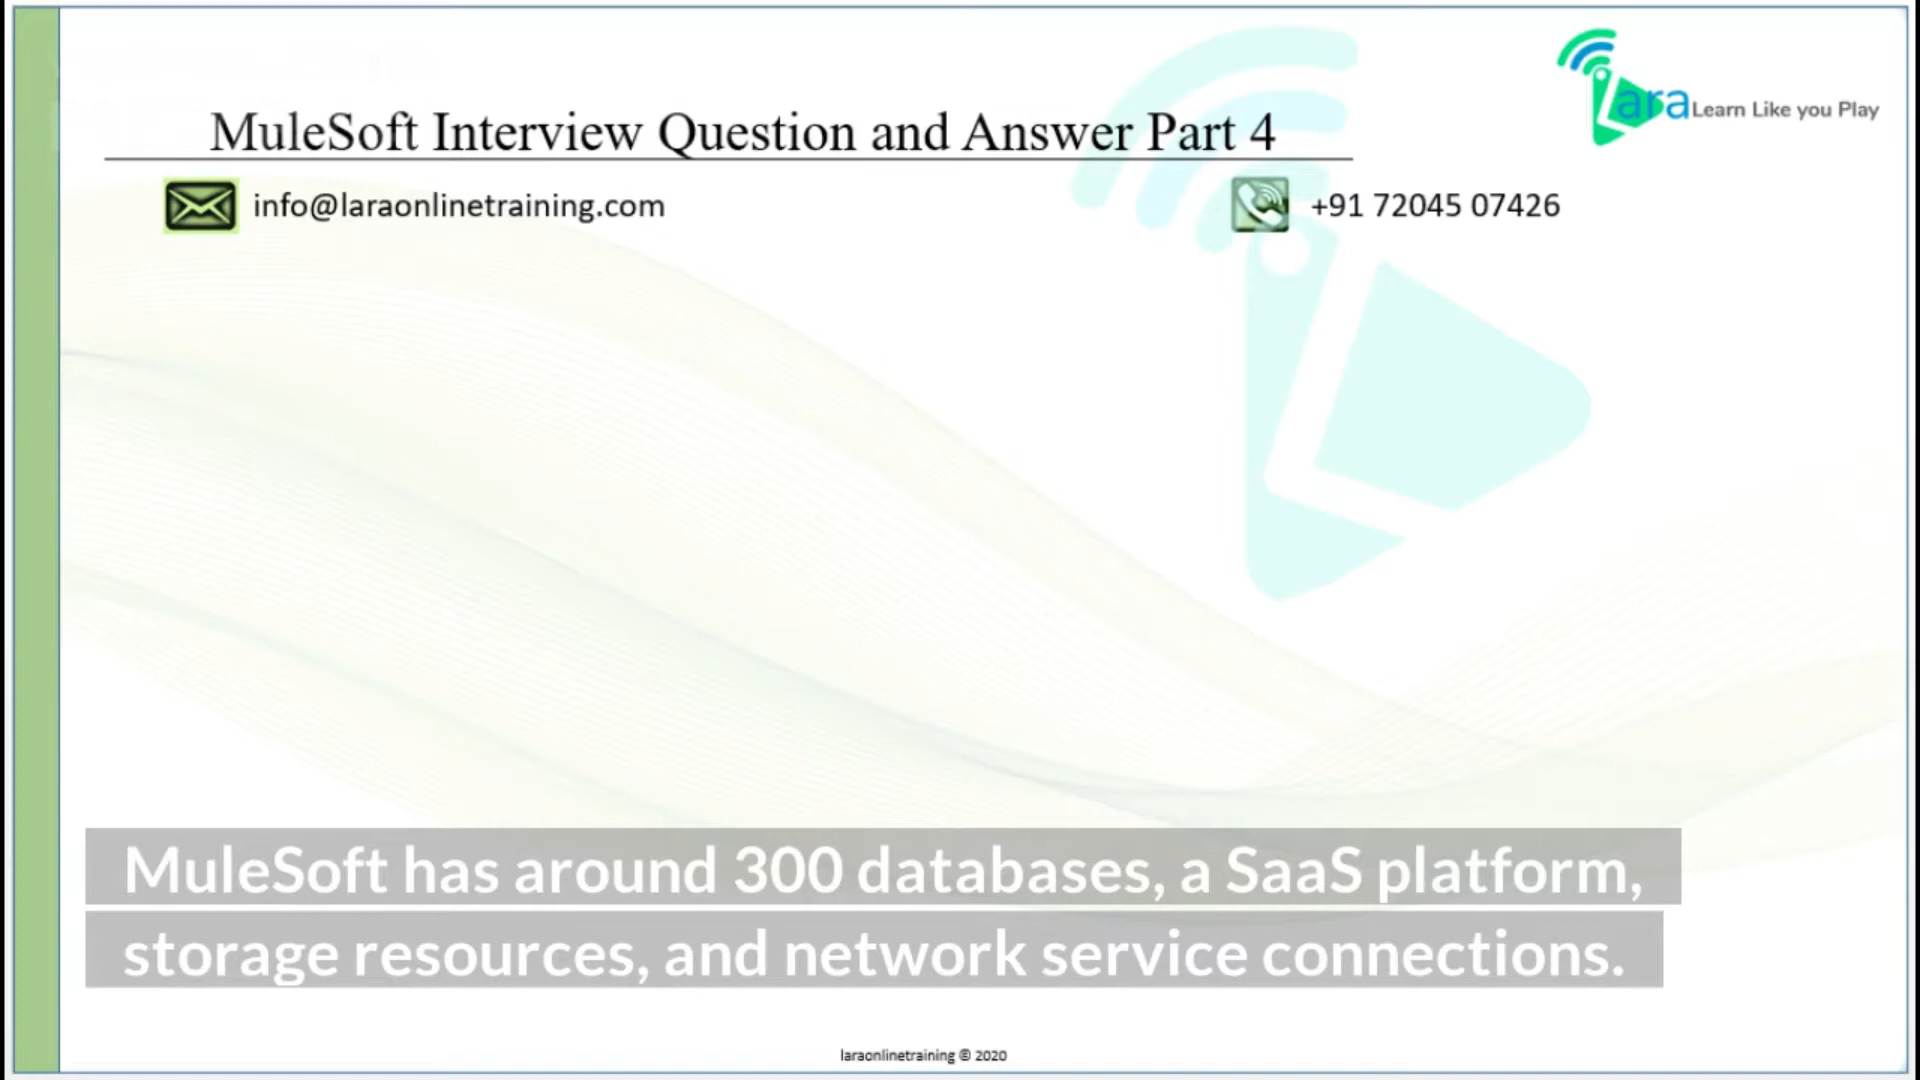 Lara Learn Like you Play
MuleSoft Interview Question and Answer Part 4
info@laraonlinetraining.com
+91 72045 07426
MuleSoft has around 300 databases, a SaaS platform,
storage resources, and network service connections.
laraonlinetraining © 2020